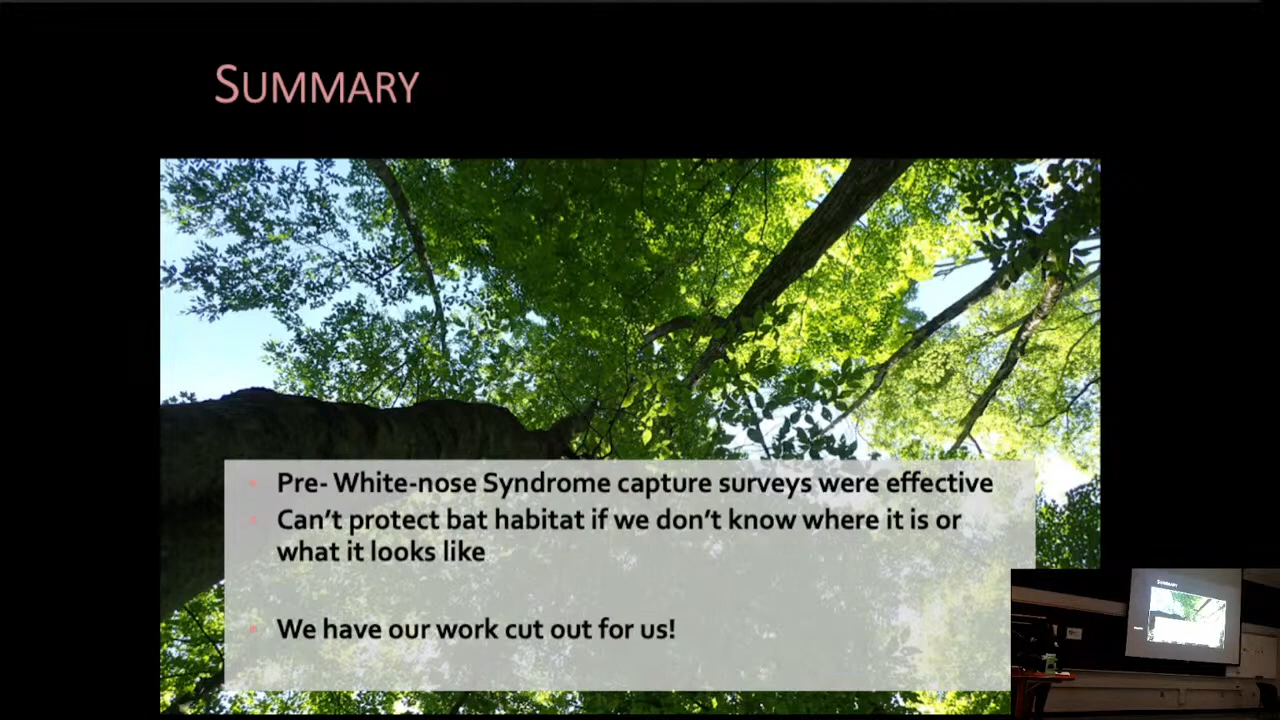 SUMMARY
Pre- White-nose Syndrome capture surveys were effective
Can't protect bat habitat if we don't know where it is or
what it looks like
We have our work cut out for us!
SUMMARY